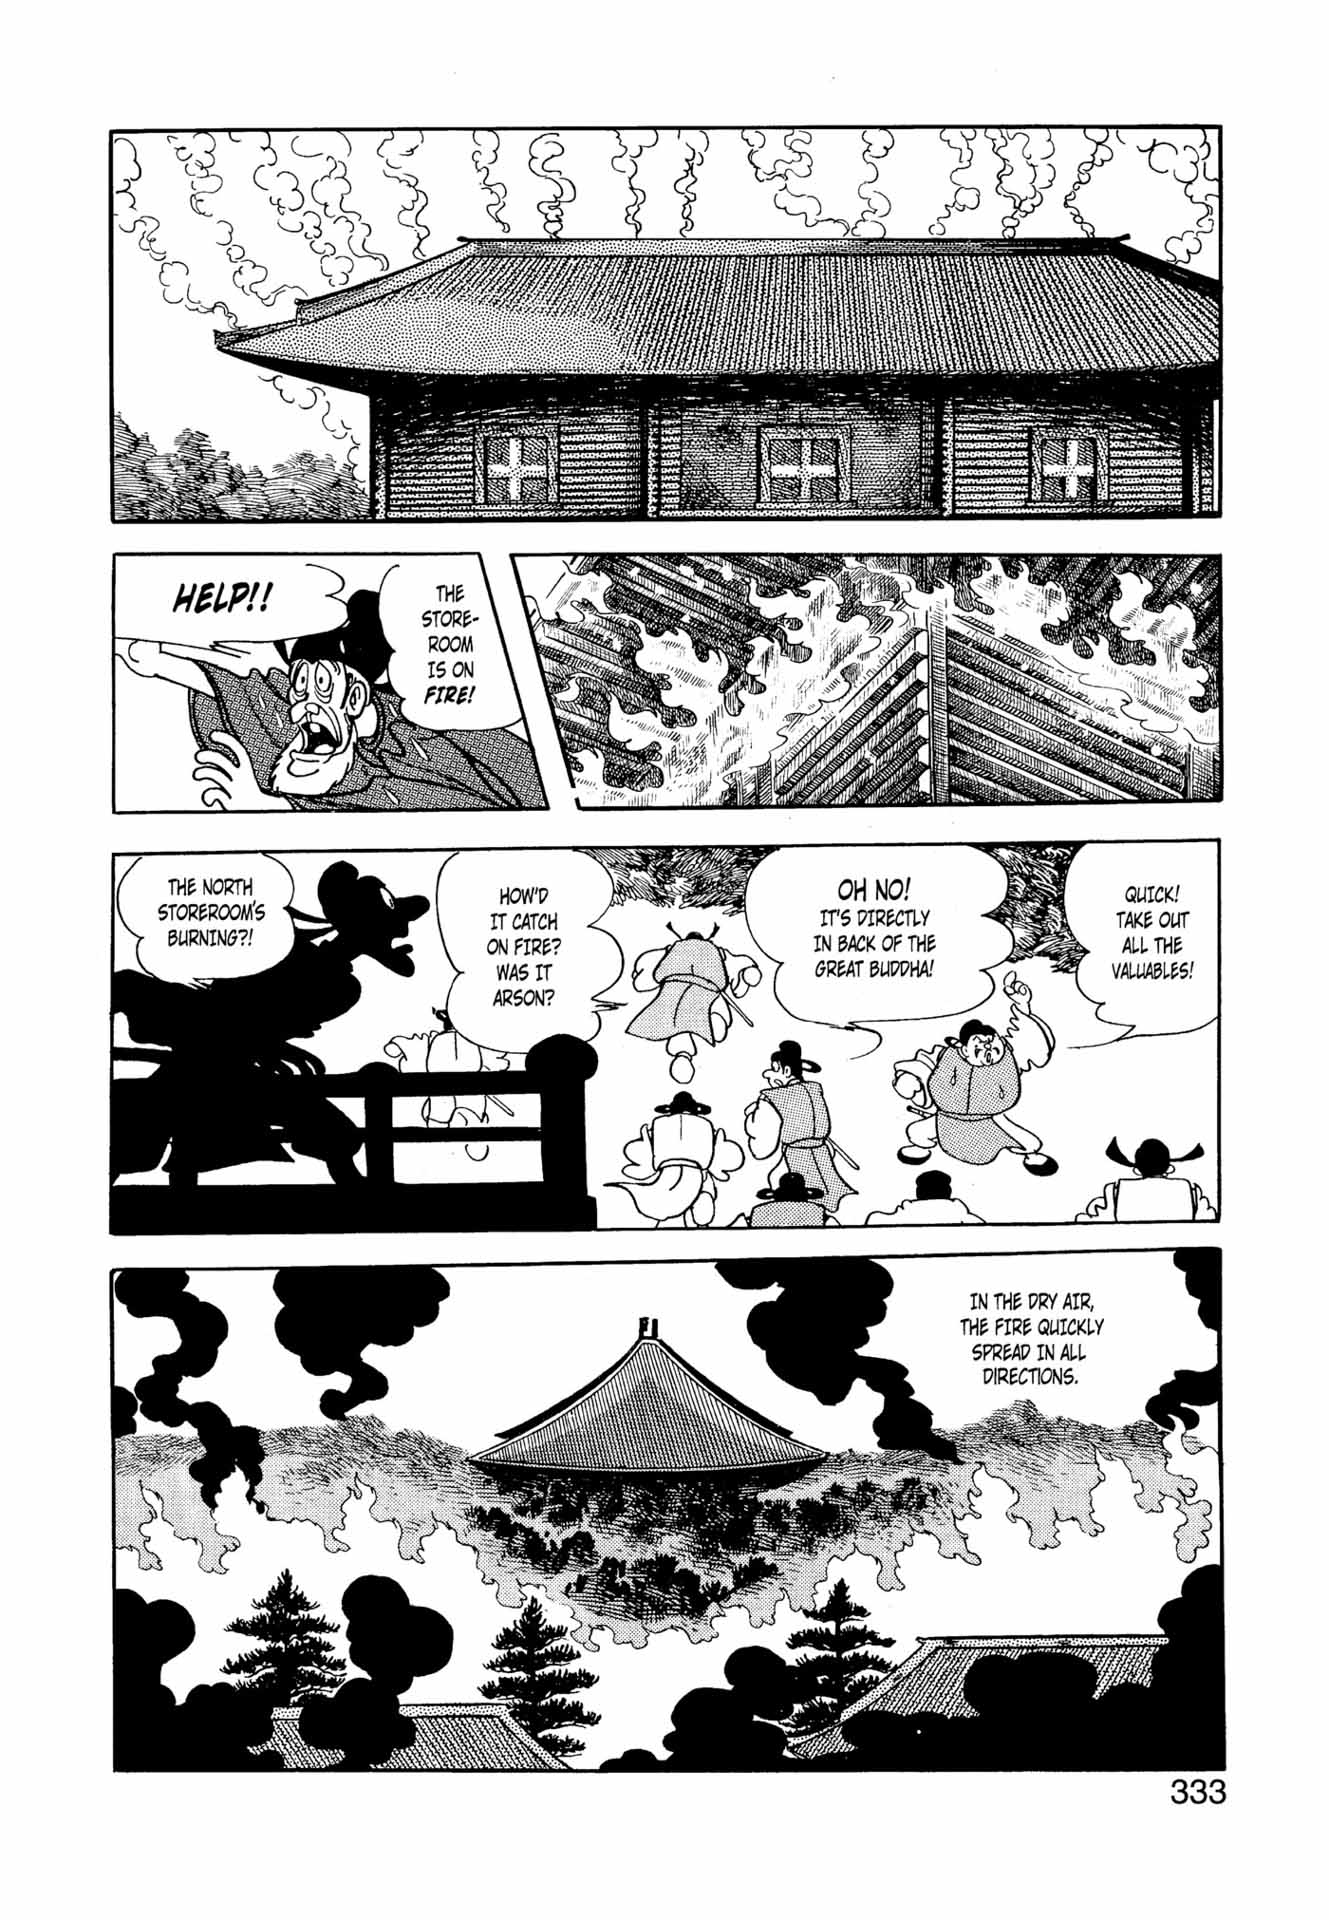 HELP!!
THE
STORE-
ROOM
IS ON
FIRE!
THE NORTH
STOREROOM'S
BURNING?!
HOW'D
IT CATCH
ON FIRE?
WAS IT
ARSON?
OH NO!
IT'S DIRECTLY
IN BACK OF THE
GREAT BUDDHA!
QUICK!
TAKE OUT
ALL THE
VALUABLES!
IN THE DRY AIR,
THE FIRE QUICKLY
SPREAD IN ALL
DIRECTIONS.
333